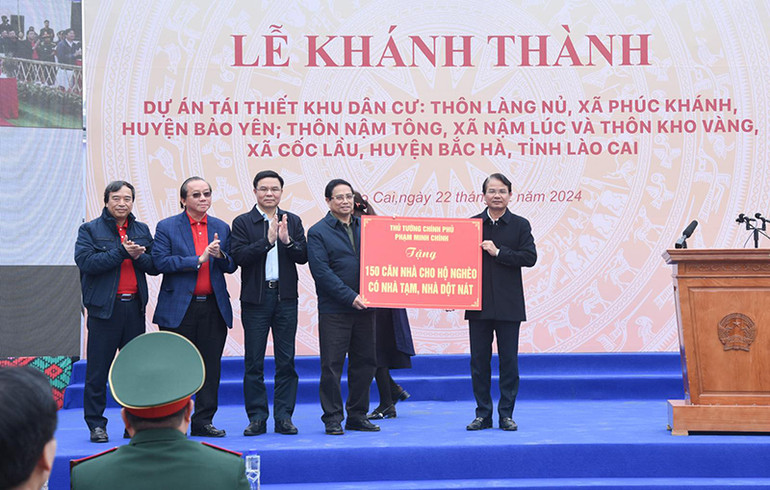 LỄ KHÁNH THÀNH
DỰ ÁN TÁI THIẾT KHU DÂN CƯ: THÔN LÀNG NỦ, XÃ PHÚC KHÁNH,
HUYỆN BẢO YÊN; THÔN NẬM TÔNG, XÃ NẬM LÚC VÀ THÔN KHO VÀNG,
XÃ CỐC LẦU, HUYỆN BẮC HÀ, TỈNH LÀO CAI
Cai, ngày 22 năm 2024
THỦ TƯỚNG CHÍNH PHỦ
PHẠM MINH CHÍNH
Tặng
150 CĂN NHÀ CHO HỘ NGHÈO
CÓ NHÀ TẠM, NHÀ DỘT NÁT